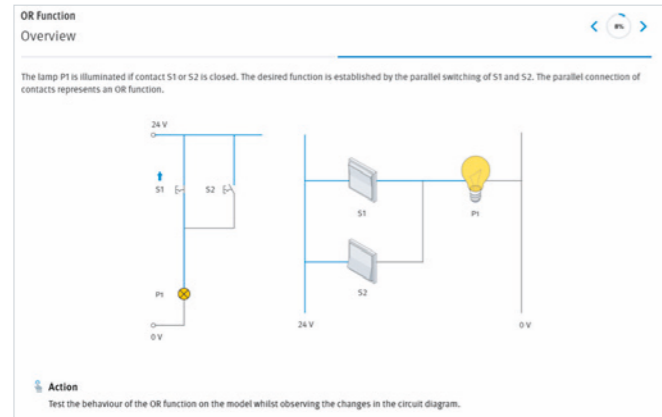 OR Function
8%
Overview
The lamp P1 is illuminated if contact S1 or S2 is closed. The desired function is established by the parallel switching of S1 and S2. The parallel connection of
contacts represents an OR function.
24 V
S1
S2
S1
P1
S2
P1
24 V
0 V
0 V
Action
Test the behaviour of the OR function on the model whilst observing the changes in the circuit diagram.